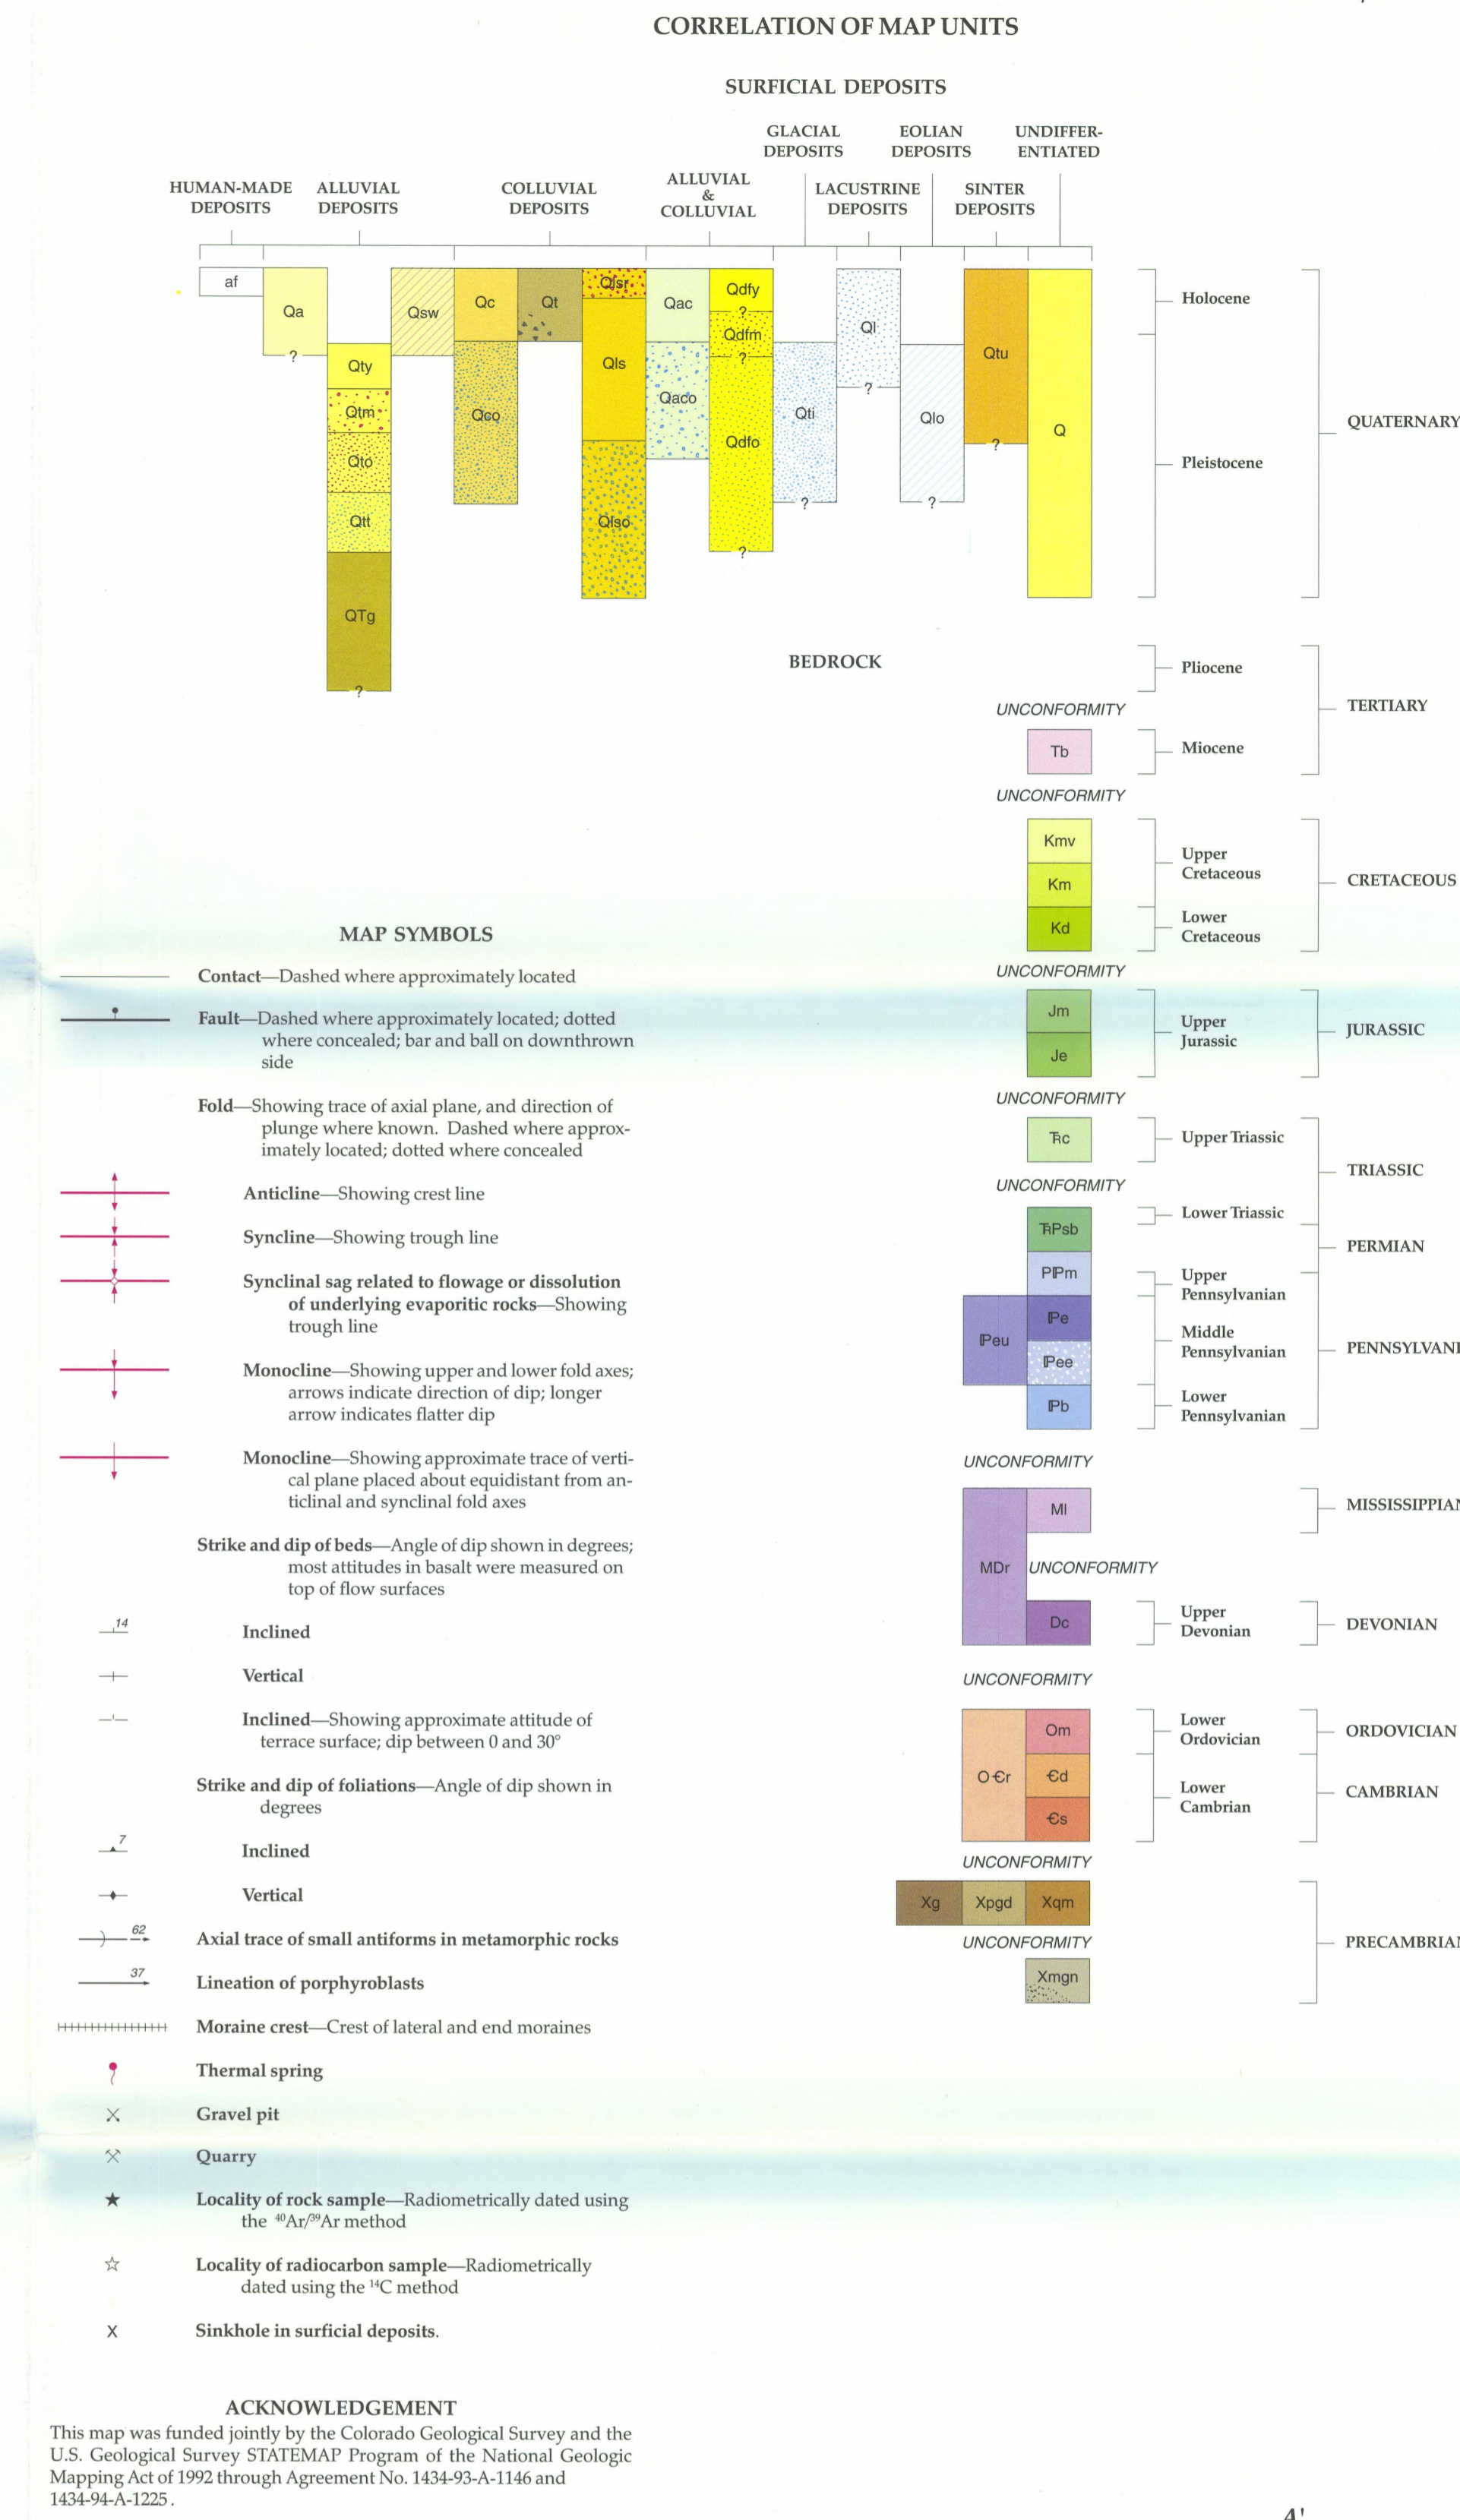 CORRELATION OF MAP UNITS
SURFICIAL DEPOSITS
GLACIAL DEPOSITS
EOLIAN DEPOSITS
UNDIFFER-ENTIATED
HUMAN-MADE DEPOSITS
ALLUVIAL DEPOSITS
COLLUVIAL DEPOSITS
ALLUVIAL & COLLUVIAL
LACUSTRINE DEPOSITS
SINTER DEPOSITS
af
Qa
?
Qty
Qtm
Qto
Qtt
QTg
?
Qsw
Qc
Qco
Qt
Qlsr
Qls
Qlso
Qac
Qaco
Qdfy
?
Qdfm
?
Qdfo
?
Qti
?
Ql
?
Qlo
?
Qtu
?
Q
Holocene
Pleistocene
QUATERNARY
BEDROCK
Pliocene
UNCONFORMITY
TERTIARY
Tb
Miocene
UNCONFORMITY
Kmv
Km
Kd
Upper
Cretaceous
Lower
Cretaceous
CRETACEOUS
UNCONFORMITY
Jm
Je
Upper
Jurassic
JURASSIC
UNCONFORMITY
Ꞓc
Upper Triassic
TRIASSIC
UNCONFORMITY
Lower Triassic
TRPsb
PERMIAN
PIPm
Upper
Pennsylvanian
IPeu
IPe
IPee
Middle
Pennsylvanian
IPb
Lower
Pennsylvanian
UNCONFORMITY
MDr
Ml
UNCONFORMITY
Dc
Upper
Devonian
DEVONIAN
UNCONFORMITY
O€r
Om
€d
€s
Lower
Ordovician
ORDOVICIAN
Lower
Cambrian
CAMBRIAN
UNCONFORMITY
Xg
Xpgd
Xqm
UNCONFORMITY
Xmgn
MAP SYMBOLS
Contact—Dashed where approximately located
Fault—Dashed where approximately located; dotted
where concealed; bar and ball on downthrown
side
Fold—Showing trace of axial plane, and direction of
plunge where known. Dashed where approx-
imately located; dotted where concealed
Anticline—Showing crest line
Syncline—Showing trough line
Synclinal sag related to flowage or dissolution
of underlying evaporitic rocks—Showing
trough line
Monocline—Showing upper and lower fold axes;
arrows indicate direction of dip; longer
arrow indicates flatter dip
Monocline—Showing approximate trace of verti-
cal plane placed about equidistant from an-
ticlinal and synclinal fold axes
Strike and dip of beds—Angle of dip shown in degrees;
most attitudes in basalt were measured on
top of flow surfaces
14 Inclined
Vertical
Inclined—Showing approximate attitude of
terrace surface; dip between 0 and 30°
Strike and dip of foliations—Angle of dip shown in
degrees
7 Inclined
Vertical
62 Axial trace of small antiforms in metamorphic rocks
37 Lineation of porphyroblasts
Moraine crest—Crest of lateral and end moraines
Thermal spring
Gravel pit
Quarry
Locality of rock sample—Radiometrically dated using
the ⁴⁰Ar/³⁹Ar method
Locality of radiocarbon sample—Radiometrically
dated using the ¹⁴C method
X Sinkhole in surficial deposits.
ACKNOWLEDGEMENT
This map was funded jointly by the Colorado Geological Survey and the
U.S. Geological Survey STATEMAP Program of the National Geologic
Mapping Act of 1992 through Agreement No. 1434-93-A-1146 and
1434-94-A-1225.